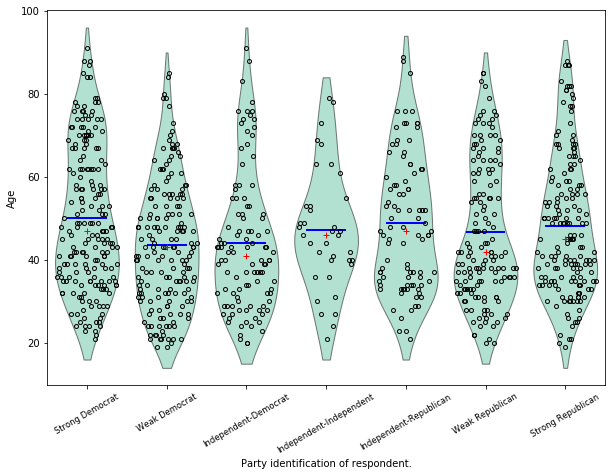 100
80
60
40
20
Age
Strong Democrat
Weak Democrat
Independent-Democrat
Independent-Independent
Independent-Republican
Weak Republican
Strong Republican
Party identification of respondent.